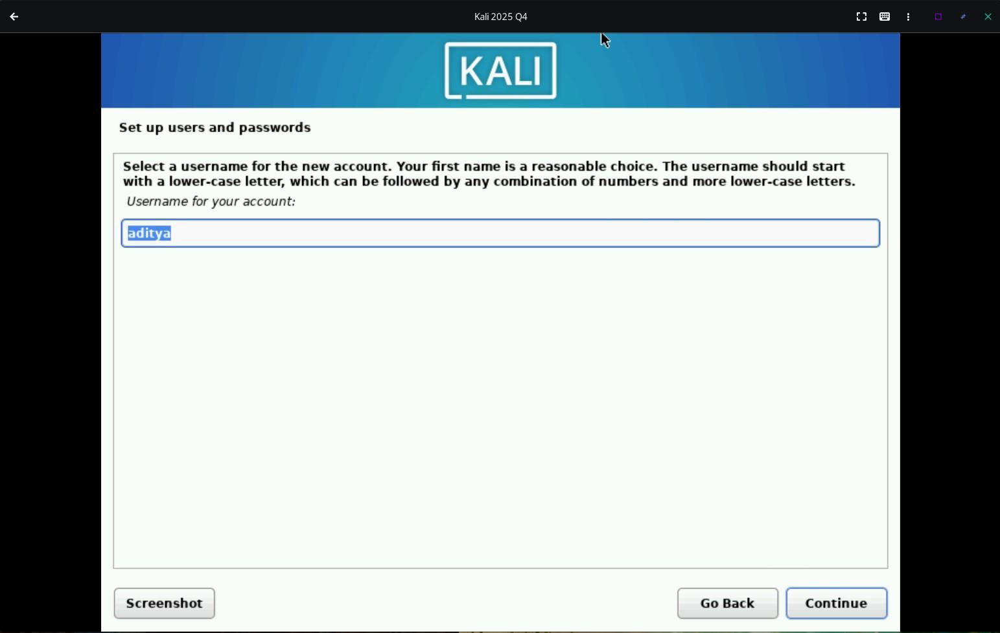 Kali 2025 Q4
KALI
Set up users and passwords
Select a username for the new account. Your first name is a reasonable choice. The username should start
with a lower-case letter, which can be followed by any combination of numbers and more lower-case letters.
Username for your account:
aditya
Screenshot
Go Back
Continue